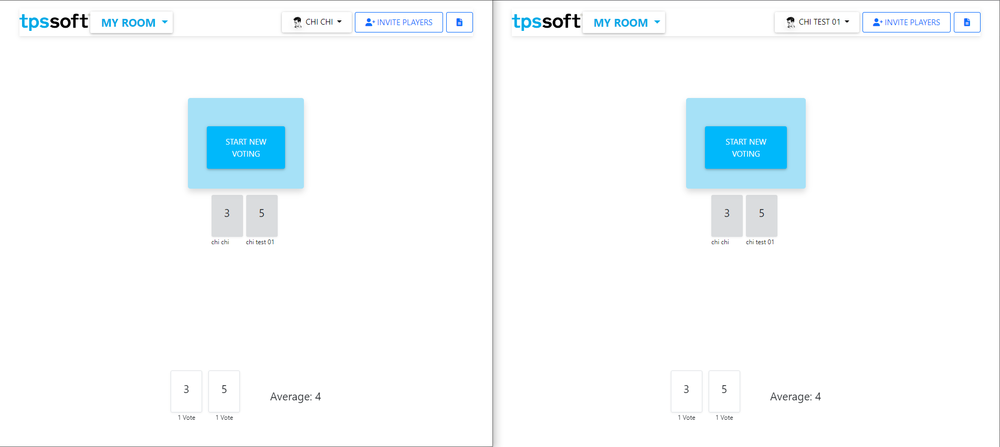 tpssoft MY ROOM CHI CHI INVITE PLAYERS
START NEW
VOTING
3 5
chi chi chi test 01
3 5 Average: 4
1 Vote 1 Vote
tpssoft MY ROOM CHI TEST 01 INVITE PLAYERS
START NEW
VOTING
3 5
chi chi chi test 01
3 5 Average: 4
1 Vote 1 Vote